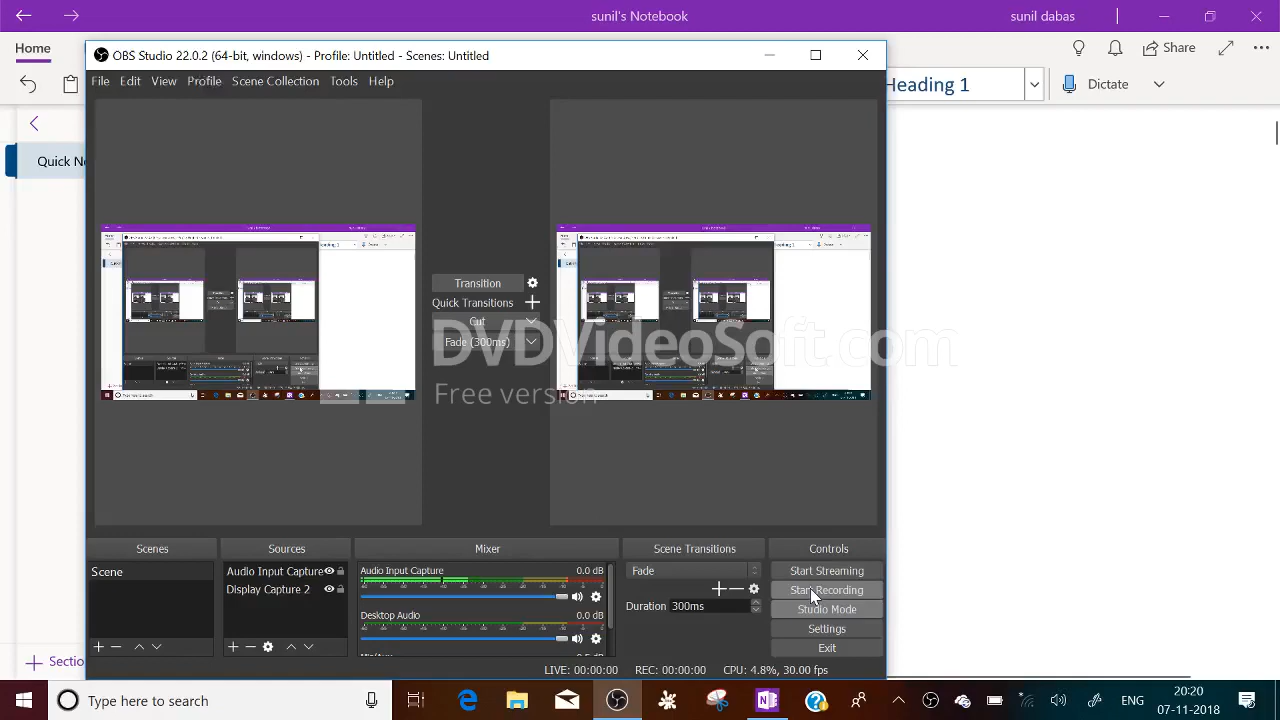 sunil's Notebook
sunil dabas
Home
Share
OBS Studio 22.0.2 (64-bit, windows) - Profile: Untitled - Scenes: Untitled
File Edit View Profile Scene Collection Tools Help
Heading 1
Dictate
Quick No
Transition
Quick Transitions
Cut
Fade (300ms)
DVDVideoSoft.com
Free version
Scenes
Sources
Mixer
Scene Transitions
Controls
Scene
Audio Input Capture
Display Capture 2
Audio Input Capture 0.0 dB
Desktop Audio 0.0 dB
Fade
Duration 300ms
Start Streaming
Start Recording
Studio Mode
Settings
Exit
Sectio
LIVE: 00:00:00 REC: 00:00:00 CPU: 4.8%, 30.00 fps
Type here to search
ENG
20:20
07-11-2018